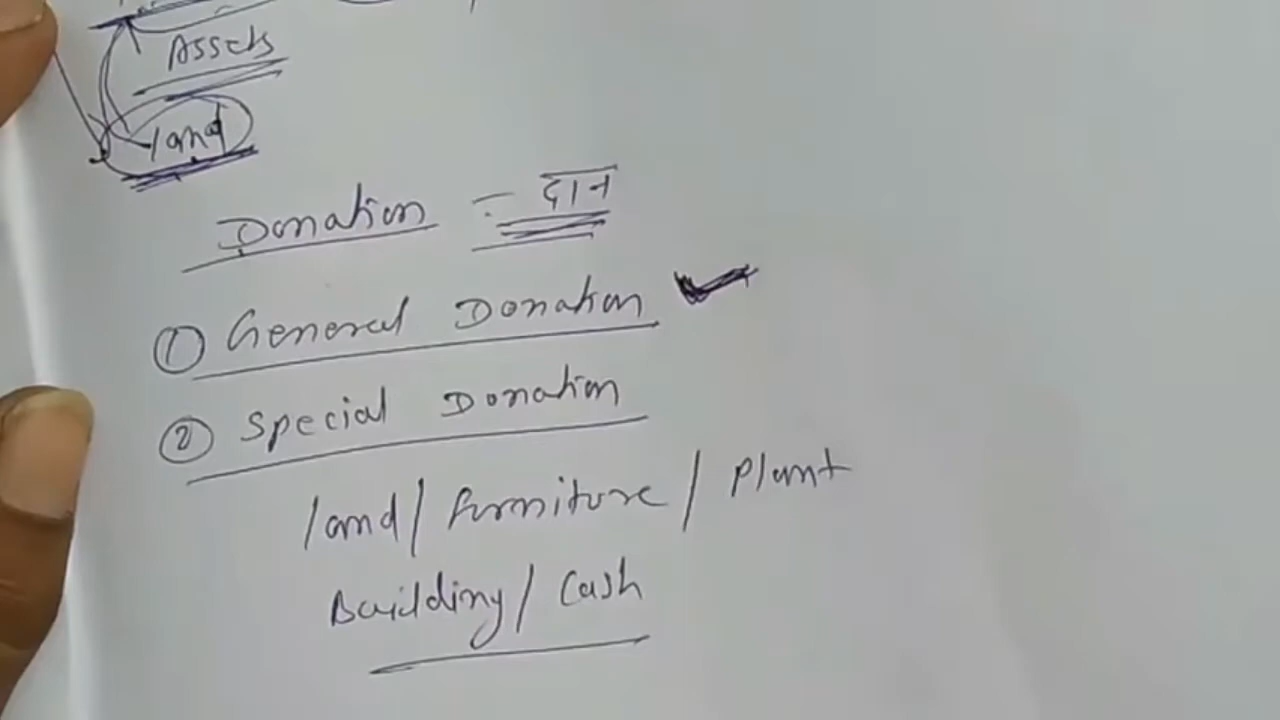 Assets
land
Donation - दान
① General Donation ✔
② Special Donation
land / furniture / Plant
Building / Cash